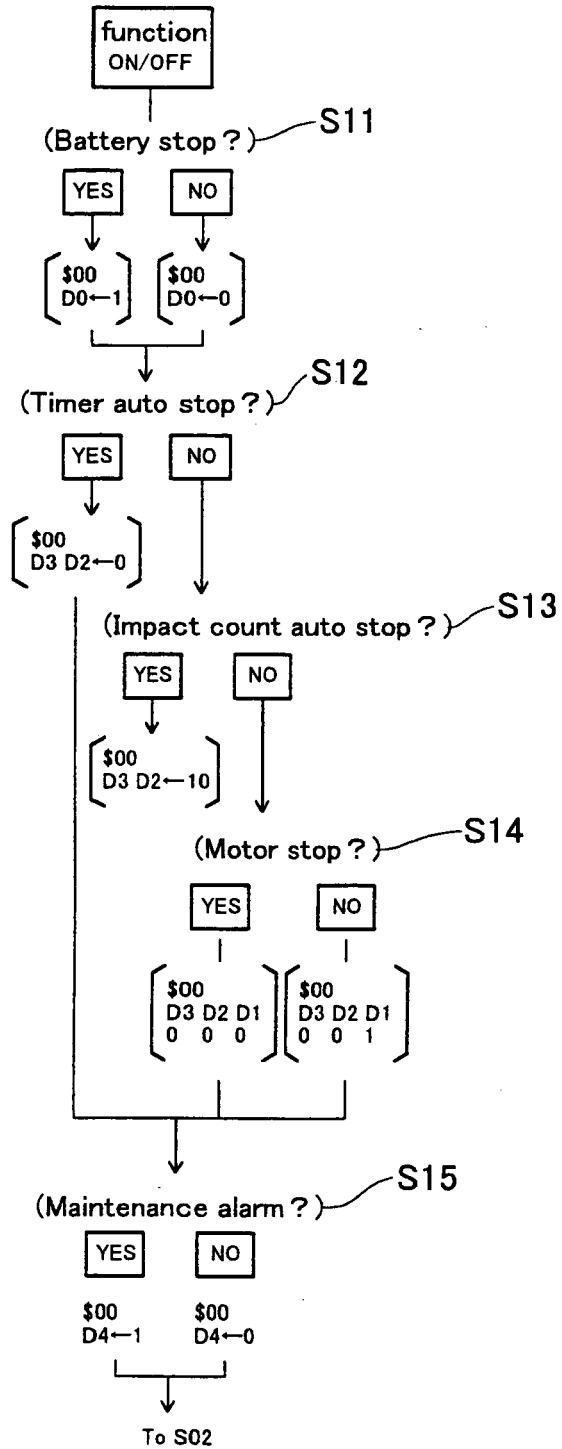 function
ON/OFF
(Battery stop ?) S11
YES NO
$00 $00
D0←1 D0←0
S12
(Timer auto stop ?)
YES NO
$00
D3 D2←0
S13
(Impact count auto stop ?)
YES NO
$00
D3 D2←10
S14
(Motor stop ?)
YES NO
$00 $00
D3 D2 D1 D3 D2 D1
0 0 0 0 0 1
S15
(Maintenance alarm ?)
YES NO
$00 $00
D4←1 D4←0
To S02